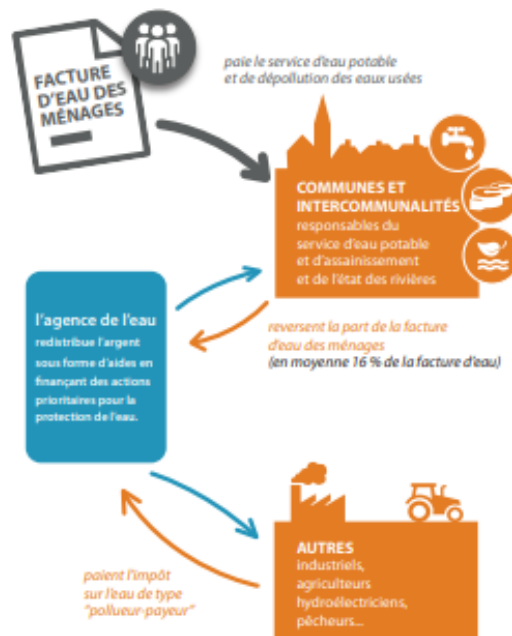 FACTURE
D'EAU DES
MÉNAGES
paie le service d'eau potable
et de dépollution des eaux usées
COMMUNES ET
INTERCOMMUNALITÉS
responsables du
service d'eau potable
et d'assainissement
et de l'état des rivières
l'agence de l'eau
redistribue l'argent
sous forme d'aides en
finançant des actions
prioritaires pour la
protection de l'eau.
reversent la part de la facture
d'eau des ménages
(en moyenne 16 % de la facture d'eau)
paient l'impôt
sur l'eau de type
"pollueur-payeur"
AUTRES
industriels,
agriculteurs
hydroélectriciens,
pêcheurs...